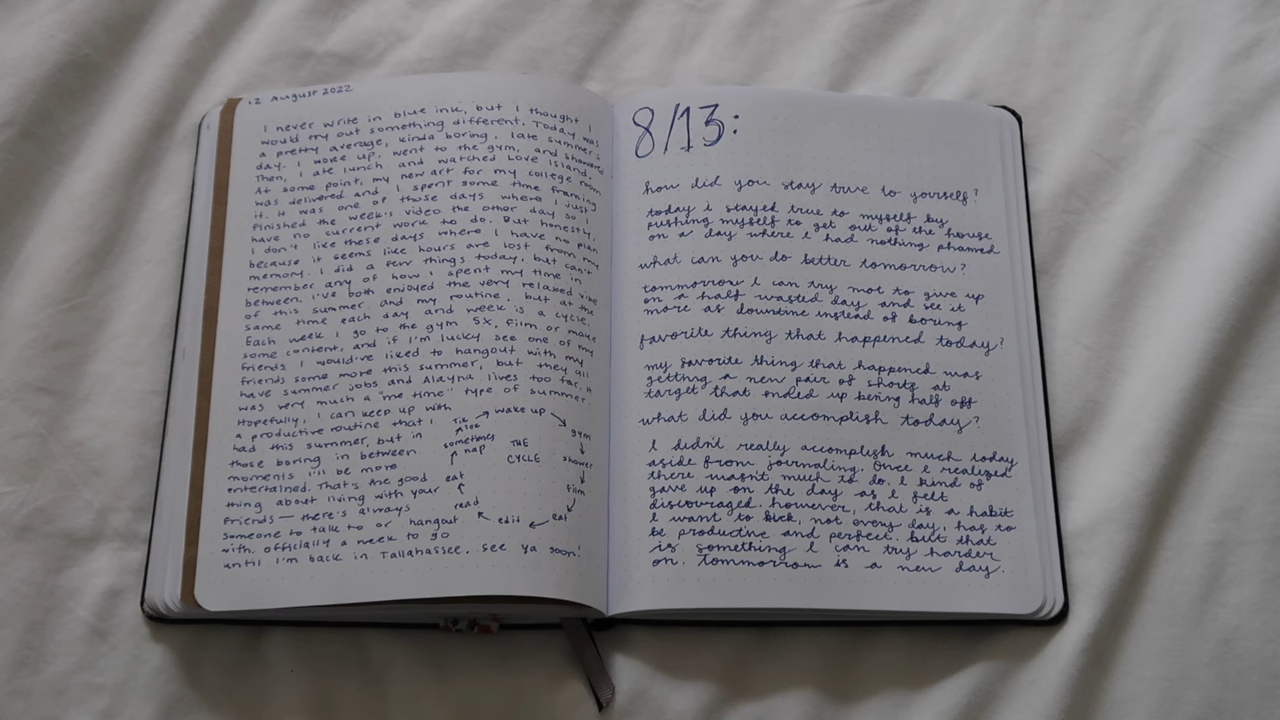 12 August 2022
I never write in blue ink, but I thought I
would try out something different. Today was
a pretty average, kinda boring, late summer's
day. I woke up, went to the gym, and showered
Then, I ate lunch and watched Love Island.
At some point, my new art for my college room
was delivered and I spent some time framing
it. It was one of those days where I just
finished the week's video the other day so I
have no current work to do. But honestly,
I don't like these days where I have no plan
because it seems like hours are lost from my
memory. I did a few things today, but can't
remember any of how I spent my time in
between. I've both enjoyed the very relaxed vibe
of this summer and my routine. but at the
same time each day and week is a cycle.
Each week I go to the gym 5x, film or make
some content, and if I'm lucky see one of my
friends. I would've liked to hangout with my
friends some more this summer, but they all
have summer jobs and Alayna lives too far. It
was very much a "me time" type of summer.
Hopefully, I can keep up with
a productive routine that I
had this summer, but in
those boring in between
moments I'll be more
entertained. That's the good
thing about living with your
friends — there's always
someone to talk to or hangout
with. Officially a week to go
until I'm back in Tallahassee. See ya soon!
THE
CYCLE
wake up
gym
shower
film
eat
edit
read
eat
sometimes
nap
Tik
Tok
8/13:
how did you stay true to yourself?
today i stayed true to myself by
pushing myself to get out of the house
on a day where I had nothing planned
what can you do better tomorrow?
tommorrow I can try not to give up
on a half wasted day and see it
more as downtime instead of boring
favorite thing that happened today?
my favorite thing that happened was
getting a new pair of shorts at
target that ended up being half off
what did you accomplish today?
I didn't really accomplish much today
aside from journaling. Once I realized
there wasn't much to do, I kind of
gave up on the day as I felt
discouraged. however, that is a habit
I want to kick, not every day, has to
be productive and perfect. but that
is something I can try harder
on. Tommorrow is a new day.